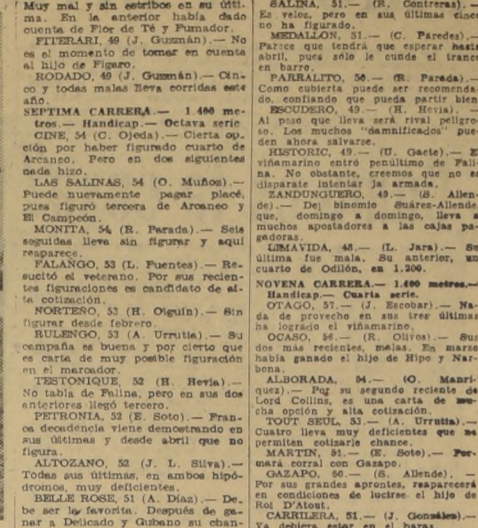 Muy mal y sin estribos en su últi-
ma. En la anterior había dado
cuenta de Flor de Té y Fumador.
FITERARI, 49 (J. Guzmán).— No
es el momento de tomar en cuenta
al hijo de Fígaro.
RODADO, 49 (J. Guzmán).— Cin-
co y todas malas lleva corridas este
año.
SEPTIMA CARRERA.— 1.400 me-
tros.— Handicap.— Octava serie
CINE, 54 (C. Ojeda).— Cierta op-
ción por haber figurado cuarto de
Arcaneo. Pero en dos siguientes
nada hizo.
LAS SALINAS, 54 (O. Muñoz).—
Puede nuevamente pagar placé,
pues figuró tercera de Arcaneo y
El Campeón.
MONITA, 54 (R. Parada).— Seis
seguidas lleva sin figurar y aquí
reaparece.
FALANGO, 53 (L. Fuentes).— Re-
sucitó el veterano. Por sus recien-
tes figuraciones es candidato de al-
ta cotización.
NORTEÑO, 53 (H. Olguín).— Sin
figurar desde febrero.
RULENGO, 53 (A. Urrutia).— Su
campaña es buena y por cierto que
es carta de muy posible figuración
en el marcador.
TESTONIQUE, 52 (H. Hevia).—
No tabla de Falina, pero en sus dos
anteriores llegó tercero.
PETRONIA, 52 (E. Soto).— Fran-
ca decadencia viene demostrando en
sus últimas y desde abril que no
figura.
ALTOZANO, 52 (J. L. Silva).—
Todas sus últimas, en ambos hipó-
dromos, muy deficientes.
BELLE ROSE, 51 (A. Díaz).— De-
be ser la favorita. Después de ga-
nar a Delicado y Gubano su chan-
SALINA, 51.— (R. Contreras).—
Es veloz, pero en sus últimas cinco
no ha figurado.
MEDALLON, 51.— (C. Paredes).—
Parece que tendrá que esperar hasta
abril, pues sólo le cunde el tranco
en barro.
PARRALITO, 50.— (R. Parada).—
Como cubierta puede ser recomenda-
do, confiando que pueda partir bien
ESCUDERO, 49.— (H. Hevia).—
Al peso que lleva será rival peligro-
so. Los muchos "damnificados" pue-
den ahora salvarse.
HISTORIC, 49.— (U. Gaete).— El
viñamarino entró penúltimo de Fali-
na. No obstante, creemos que no es
disparate intentar la armada.
ZANDUNGUERO, 49.— (S. Allen-
de).— Del binomio Suárez-Allende
que, domingo a domingo, lleva a
muchos apostadores a las cajas pa-
gadoras.
LIMAVIDA, 48.— (L. Jara).— Su
última fue mala. Su anterior, un
cuarto de Odilón, en 1.200.
NOVENA CARRERA.— 1.400 metros.—
Handicap.— Cuarta serie.
OTAGO, 57.— (J. Escobar).— Na-
da de provecho en sus tres últimas
ha logrado el viñamarino.
OCASO, 56.— (R. Olivos).— Sus
dos más recientes, malas. En marzo
había ganado el hijo de Ripo y Nar-
bona.
ALBORADA, 54.— (O. Manrí-
quez).— Por su segundo reciente de
Lord Collins, es una carta de mu-
cha opción y alta cotización.
TOUT SEUL, 53.— (A. Urrutia).—
Cuatro lleva muy deficientes que no
permiten cotizarle chance.
MARTIN, 51.— (E. Soto).— For-
mará corral con Gazapo.
GAZAPO, 50.— (S. Allende).—
Por sus grandes aprontes, reaparecerá
en condiciones de lucirse el hijo de
Roi D'Atout.
CARRILERA, 51.— (J. González).—
Ya debiera estar en el barro.